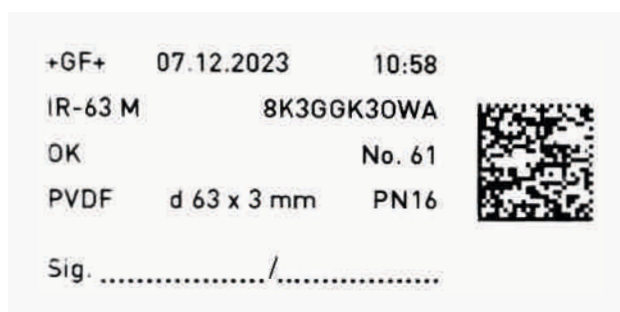 +GF+ 07.12.2023 10:58
IR-63 M 8K3GGK3OWA
OK No. 61
PVDF d 63 x 3 mm PN16
Sig. ................./.................